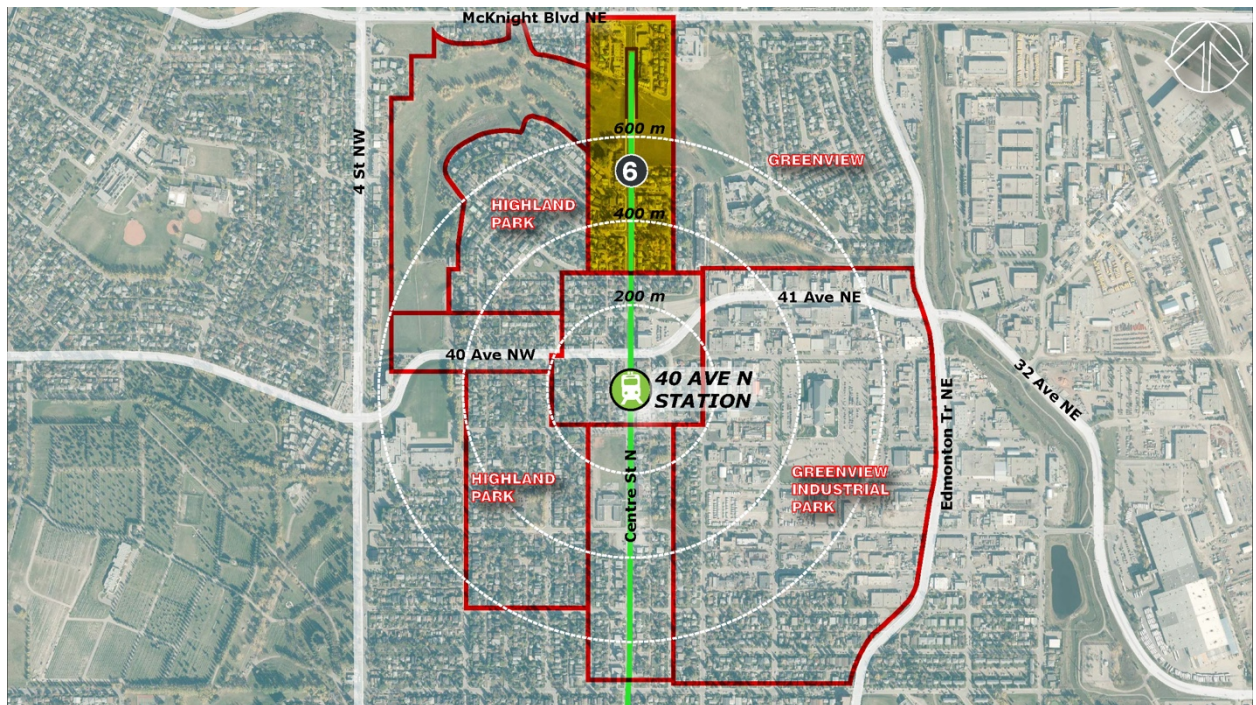 McKnight Blvd NE
600 m
4 St NW
GREENVIEW
6
HIGHLAND
PARK
400 m
200 m
41 Ave NE
40 Ave NW
40 AVE N
STATION
32 Ave NE
Edmonton Tr NE
HIGHLAND
PARK
Centre St N
GREENVIEW
INDUSTRIAL
PARK